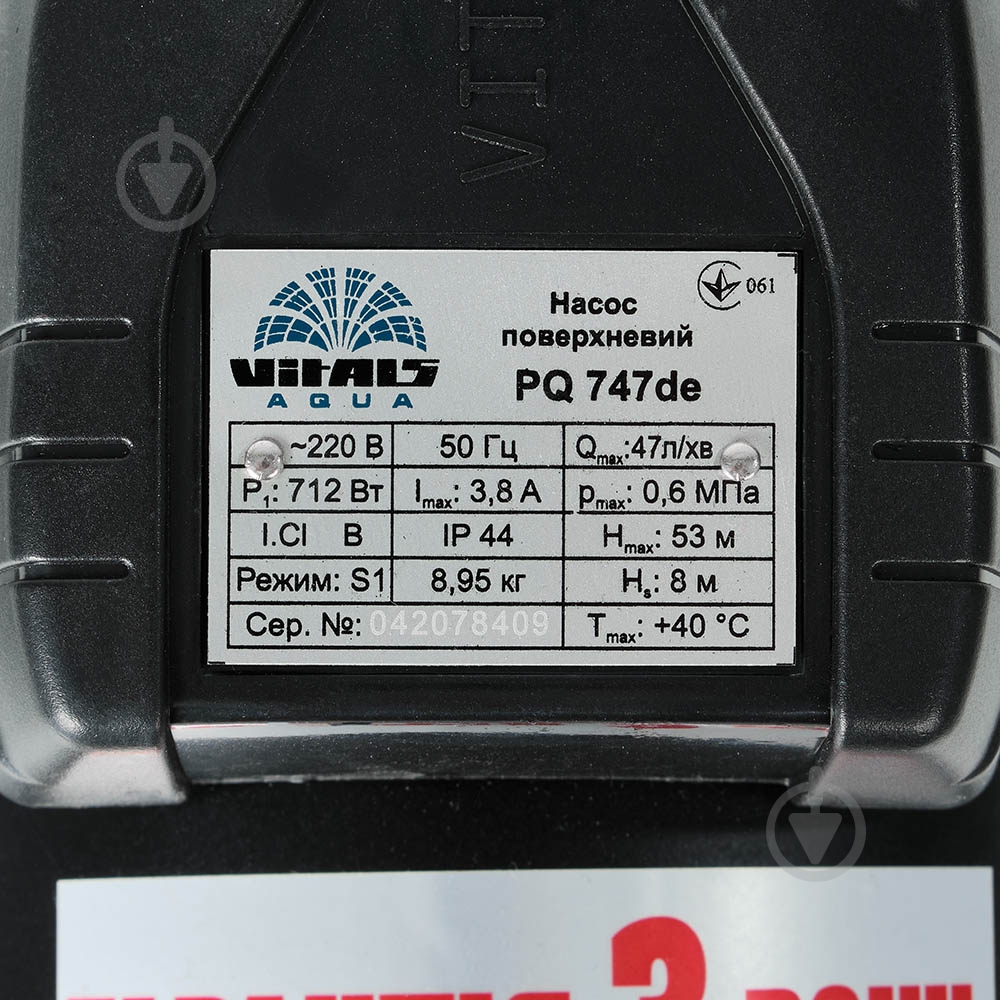 VIT
061
Насос
поверхневий
PQ 747de
Vitals
AQUA
~220 В 50 Гц Qmax:47л/хв
P1: 712 Вт Imax: 3,8 А pmax: 0,6 МПа
I.Cl B IP 44 Hmax: 53 м
Режим: S1 8,95 кг Hs: 8 м
Сер. №: 042078409 Tmax: +40 °C
3